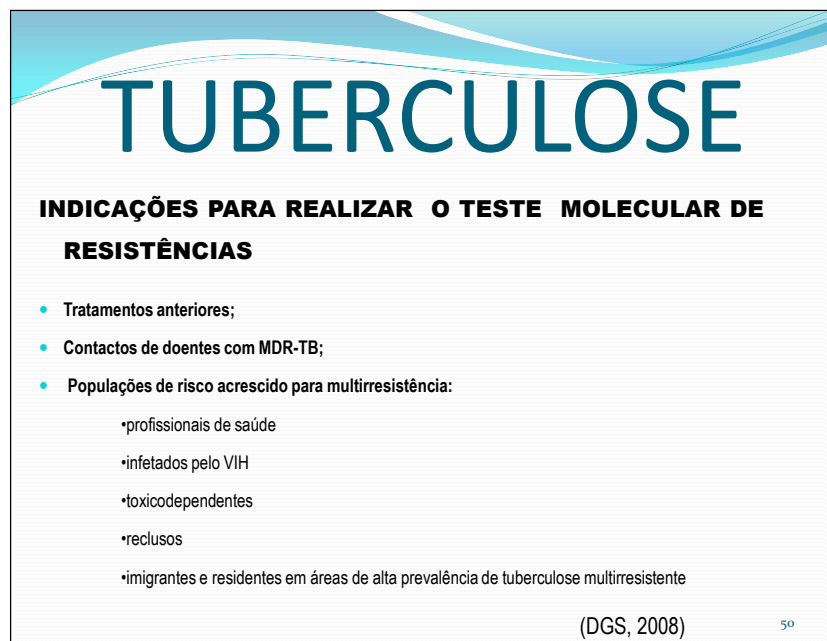 TUBERCULOSE
INDICAÇÕES PARA REALIZAR O TESTE MOLECULAR DE
RESISTÊNCIAS
• Tratamentos anteriores;
• Contactos de doentes com MDR-TB;
• Populações de risco acrescido para multirresistência:
•profissionais de saúde
•infetados pelo VIH
•toxicodependentes
•reclusos
•imigrantes e residentes em áreas de alta prevalência de tuberculose multirresistente
(DGS, 2008)
50